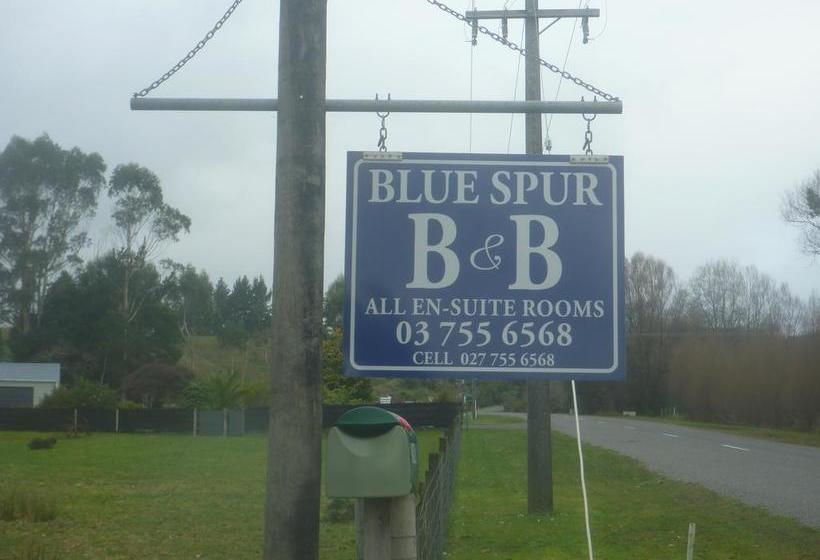 BLUE SPUR
B & B
ALL EN-SUITE ROOMS
03 755 6568
CELL 027 755 6568